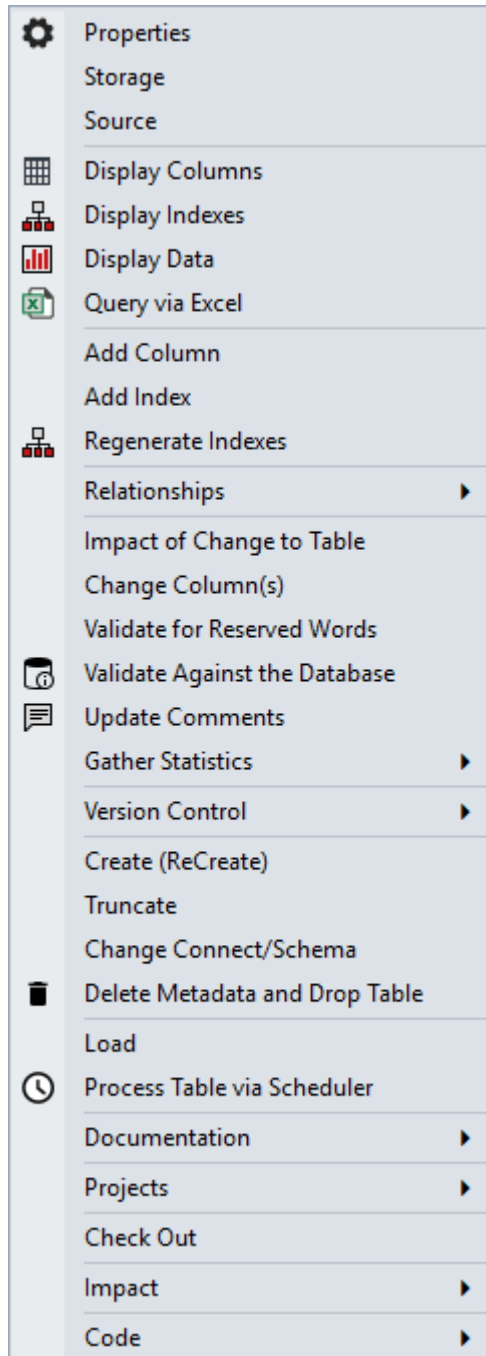 Properties
Storage
Source
Display Columns
Display Indexes
Display Data
Query via Excel
Add Column
Add Index
Regenerate Indexes
Relationships
Impact of Change to Table
Change Column(s)
Validate for Reserved Words
Validate Against the Database
Update Comments
Gather Statistics
Version Control
Create (ReCreate)
Truncate
Change Connect/Schema
Delete Metadata and Drop Table
Load
Process Table via Scheduler
Documentation
Projects
Check Out
Impact
Code